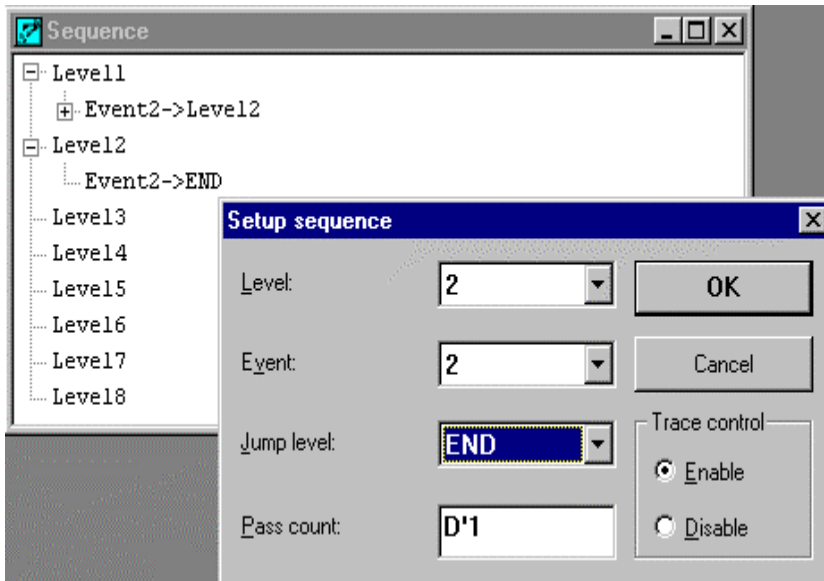 Sequence
Level1
Event2->Level2
Level2
Event2->END
Level3
Level4
Level5
Level6
Level7
Level8
Setup sequence
Level: 2
OK
Event: 2
Cancel
Jump level: END
Trace control
Enable
Pass count: D'1
Disable